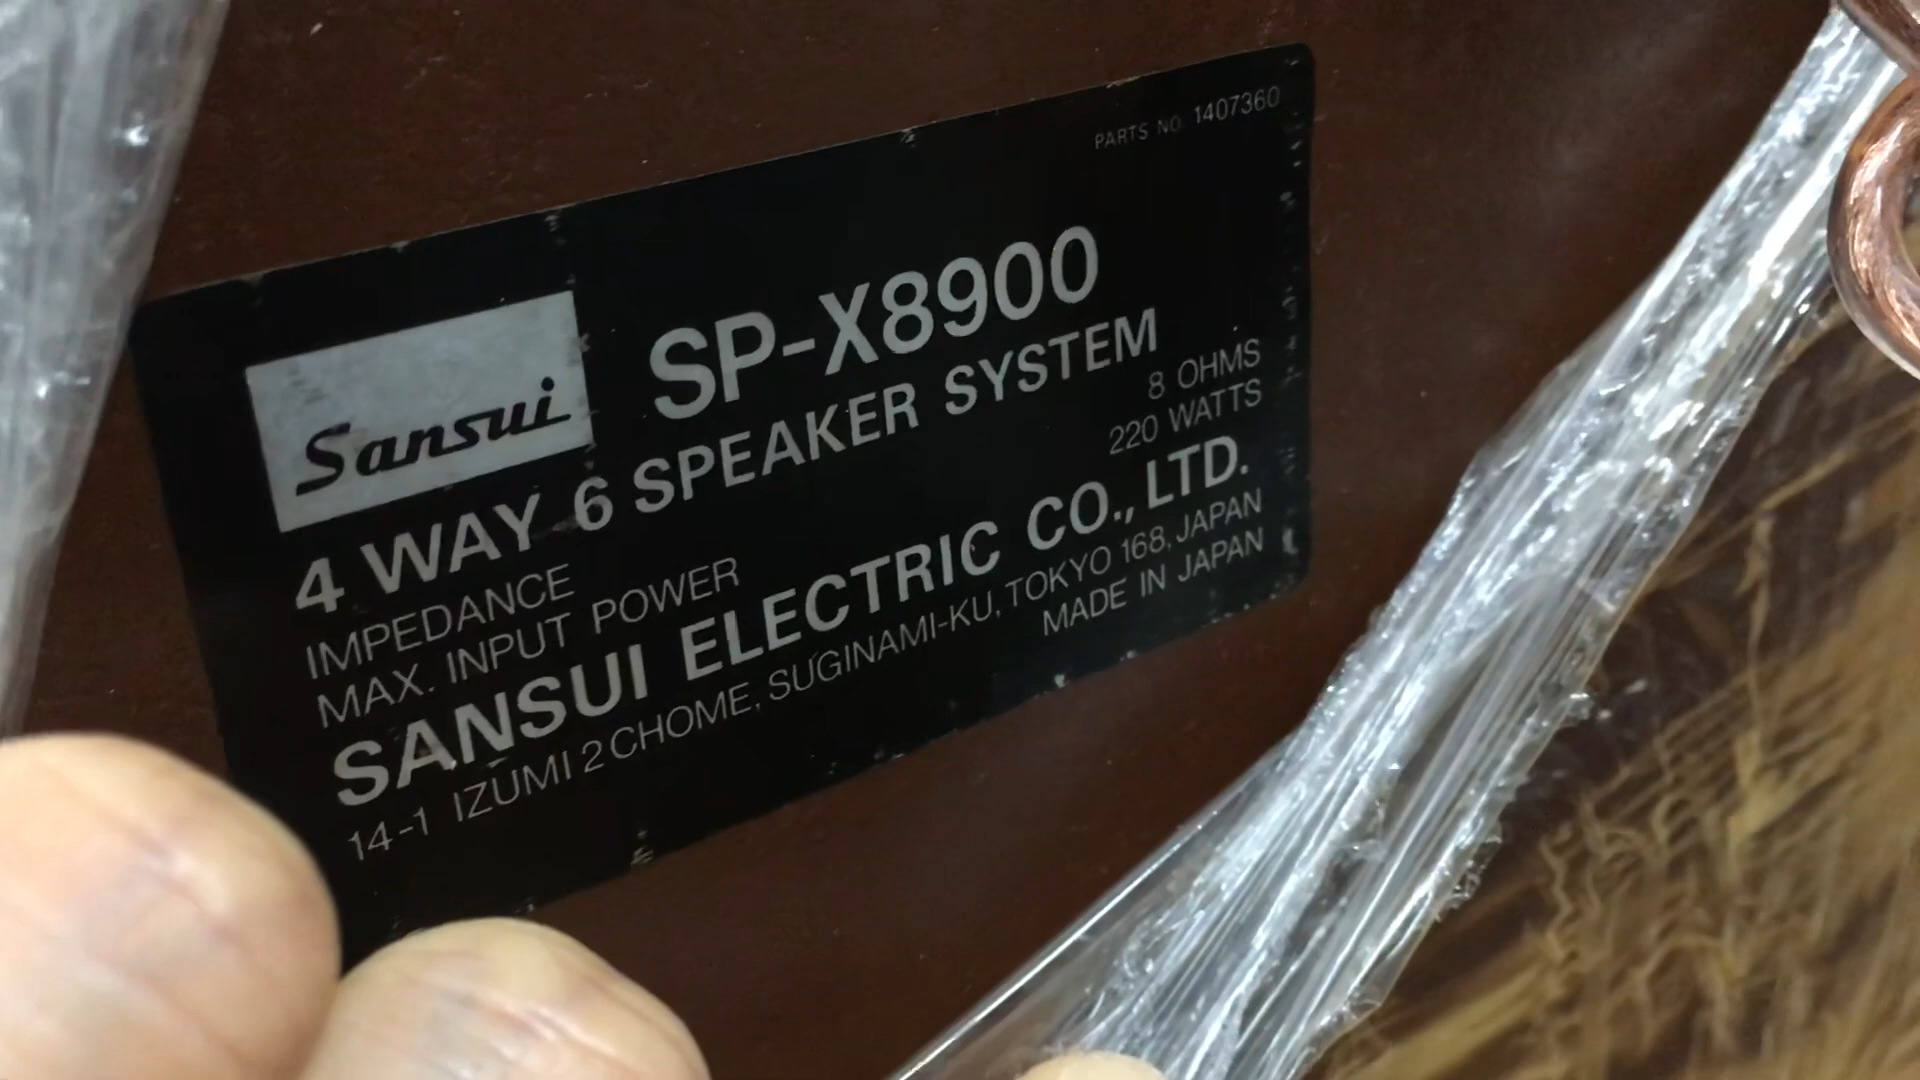 PARTS NO. 1407360
Sansui
SP-X8900
4 WAY 6 SPEAKER SYSTEM
IMPEDANCE 8 OHMS
MAX. INPUT POWER 220 WATTS
SANSUI ELECTRIC CO., LTD.
14-1 IZUMI 2 CHOME, SUGINAMI-KU, TOKYO 168, JAPAN
MADE IN JAPAN